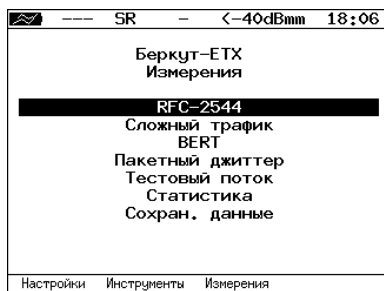 --- SR - <-40dBmm 18:06
Беркут-ETX
Измерения
RFC-2544
Сложный трафик
BERT
Пакетный джиттер
Тестовый поток
Статистика
Сохран. данные
Настройки Инструменты Измерения